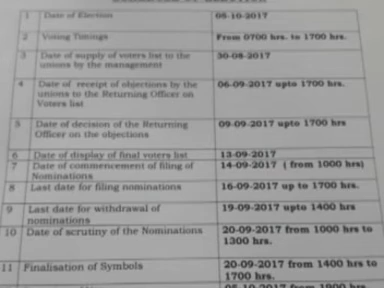 1 Date of Election 05-10-2017
2 Voting Timings From 0700 hrs. to 1700 hrs.
3 Date of supply of voters list to the 30-08-2017
unions by the management
4 Date of receipt of objections by the 06-09-2017 upto 1700 hrs.
unions to the Returning Officer on
Voters list
5 Date of decision of the Returning 09-09-2017 upto 1700 hrs
Officer on the objections
6 Date of display of final voters list 13-09-2017
7 Date of commencement of filing of 14-09-2017 ( from 1000 hrs)
Nominations
8 Last date for filing nominations 16-09-2017 up to 1700 hrs.
9 Last date for withdrawal of 19-09-2017 upto 1400 hrs
nominations
10 Date of scrutiny of the Nominations 20-09-2017 from 1000 hrs to
1300 hrs.
11 Finalisation of Symbols 20-09-2017 from 1400 hrs to
1700 hrs.